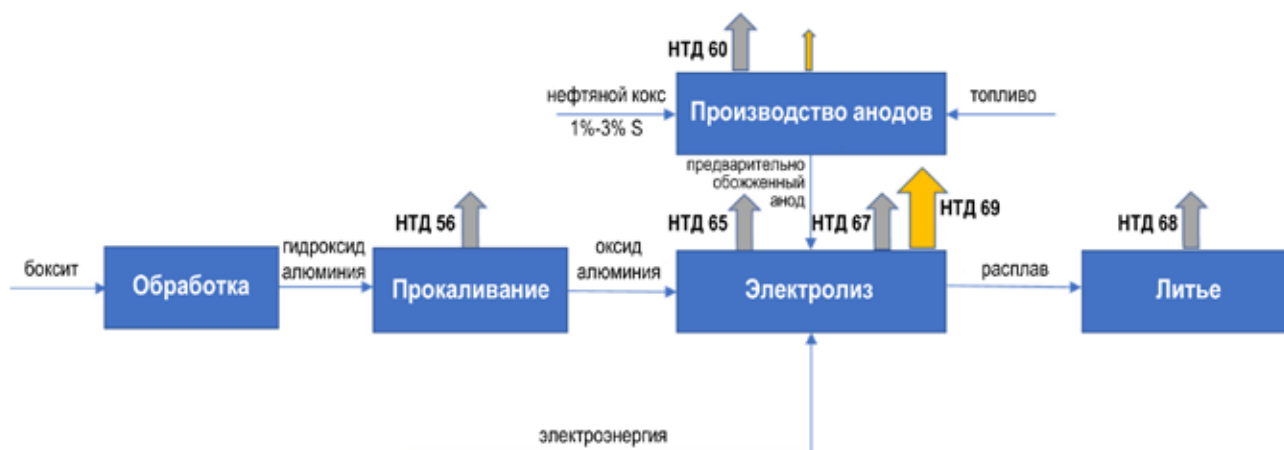 НТД 60
нефтяной кокс
1%-3% S
Производство анодов
топливо
предварительно
обожженный
анод
НТД 56
НТД 65
НТД 67
НТД 69
НТД 68
боксит
Обработка
гидроксид
алюминия
Прокаливание
оксид
алюминия
Электролиз
расплав
Литье
электроэнергия